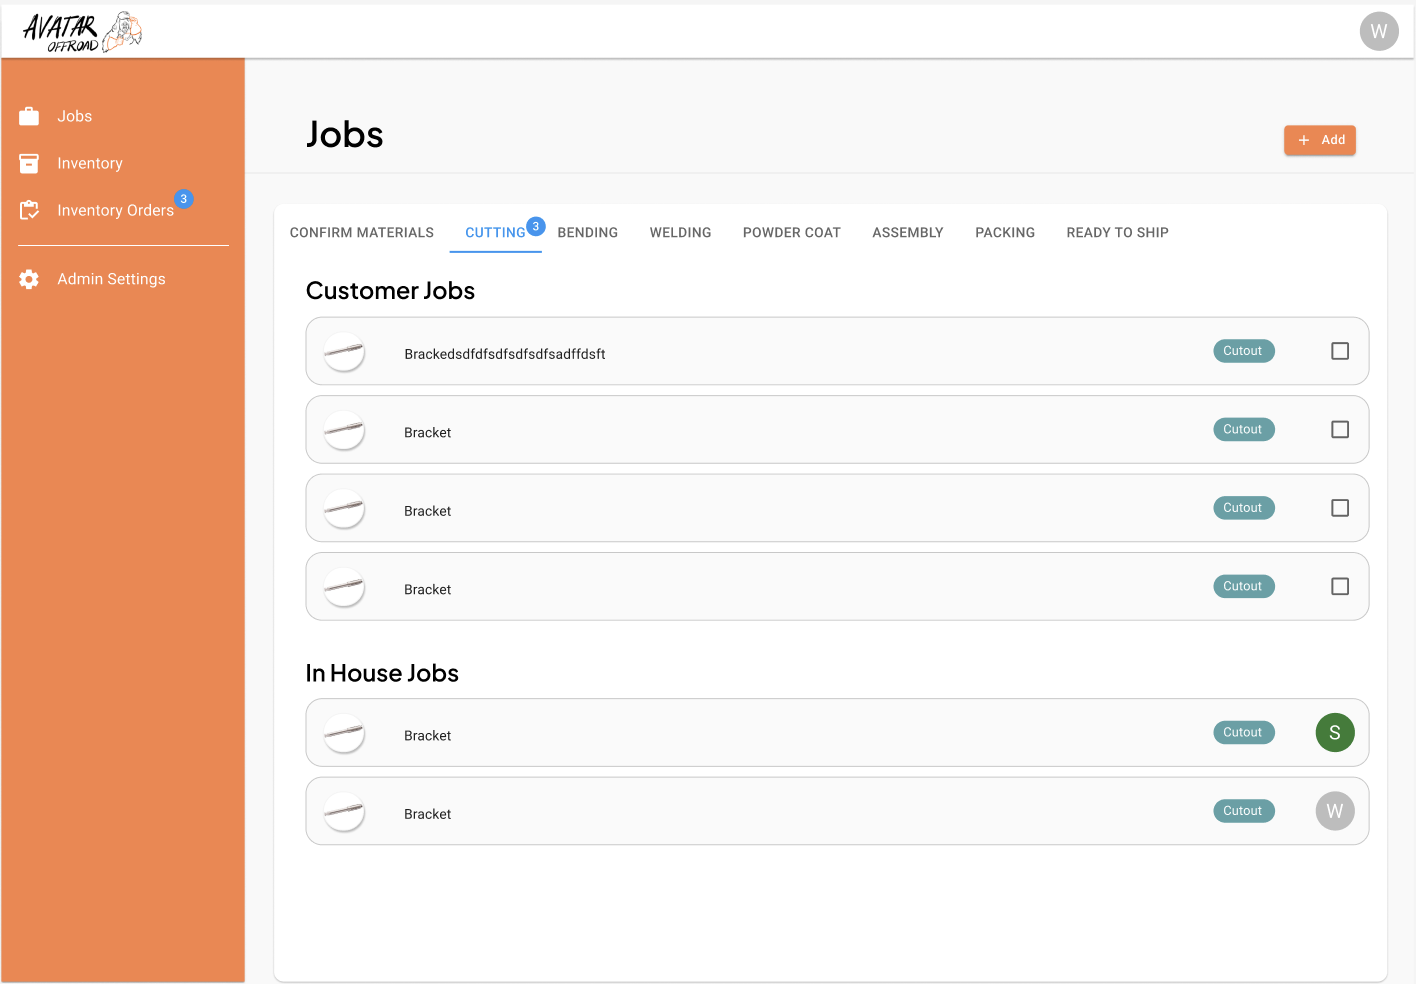 AVATAR
OFFROAD
W
Jobs
Inventory
Inventory Orders 3
Admin Settings
Jobs
+ Add
CONFIRM MATERIALS CUTTING 3 BENDING WELDING POWDER COAT ASSEMBLY PACKING READY TO SHIP
Customer Jobs
Brackedsdfdfsdfsdfsdfsadffdsft Cutout
Bracket Cutout
Bracket Cutout
Bracket Cutout
In House Jobs
Bracket Cutout S
Bracket Cutout W